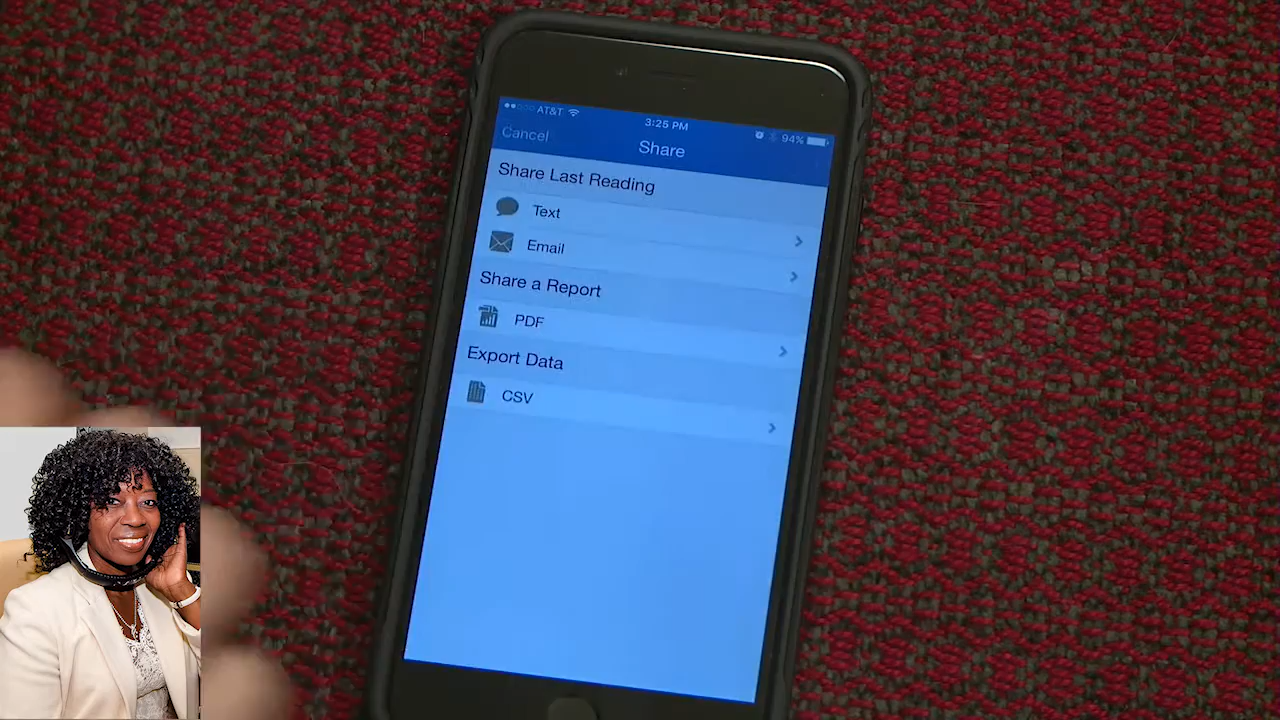 AT&T 3:25 PM 94%
Cancel Share
Share Last Reading
Text
Email
Share a Report
PDF
Export Data
CSV